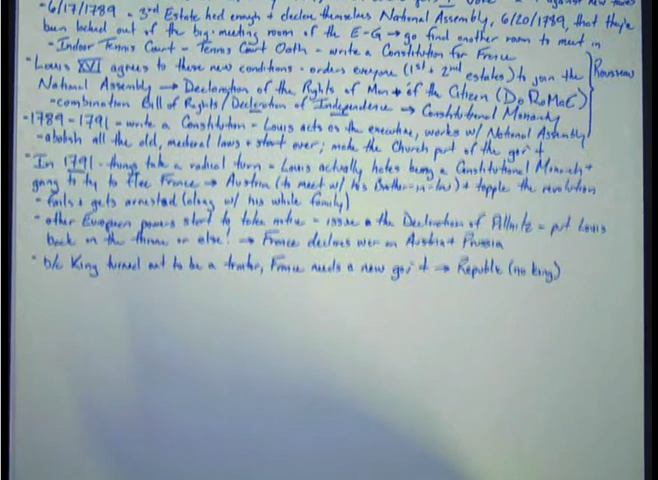 vote against new taxes
- 6/17/1789 - 3rd Estate had enough + declare themselves National Assembly, 6/20/1789, that they've
been locked out of the big meeting room of the E-G → go find another room to meet in
- Indoor Tennis Court - Tennis Court Oath - write a Constitution for France
- Louis XVI agrees to these new conditions - orders everyone (1st + 2nd estates) to join the
Rousseau
National Assembly → Declaration of the Rights of Man + of the Citizen (DoRoMaC)
- combination Bill of Rights/Declaration of Independence → Constitutional Monarchy
- 1789 - 1791 - write a Constitution - Louis acts as the executive, works w/ National Assembly
- abolish all the old, medieval laws + start over; make the Church part of the gov't
- In 1791 - things take a radical turn - Louis actually hates being a Constitutional Monarch +
going to try to flee France → Austria (to meet w/ his Brother-in-law) + topple the revolution
- fails + gets arrested (along w/ his whole family)
- other European powers start to take notice - issue the Declaration of Pillnitz - put Louis
back on the throne or else! → France declares war on Austria + Prussia
- b/c King turned out to be a traitor, France needs a new gov't → Republic (no king)